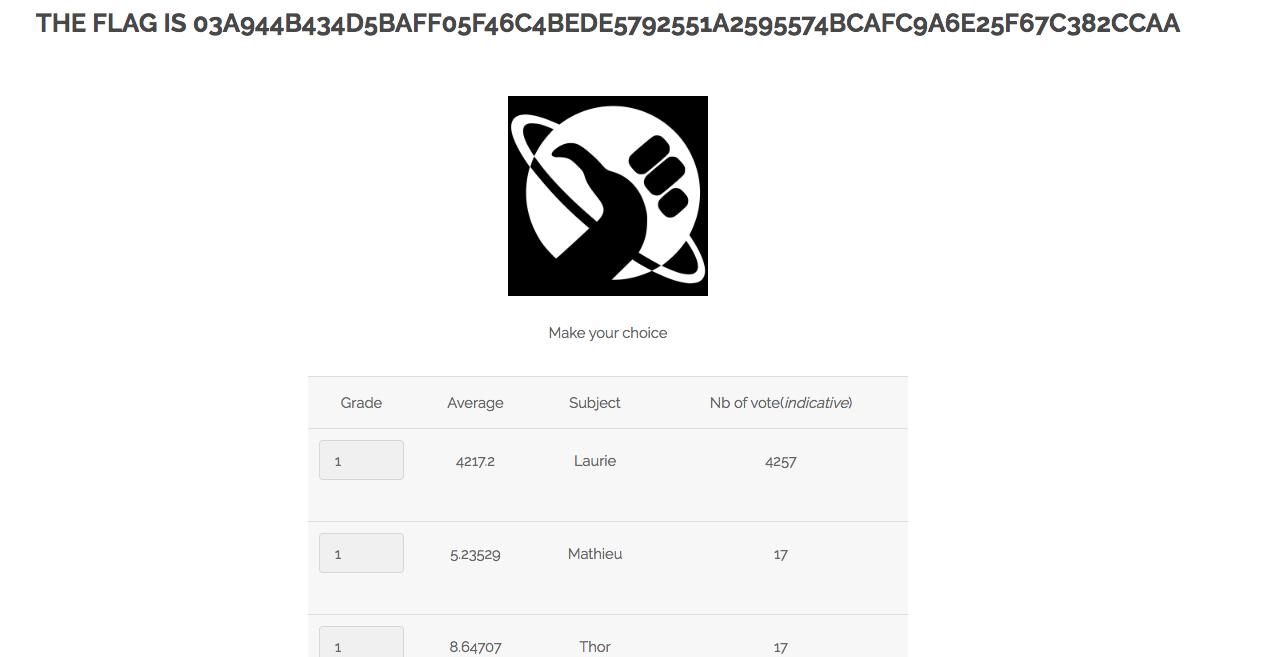 THE FLAG IS 03A944B434D5BAFF05F46C4BEDE5792551A2595574BCAFC9A6E25F67C382CCAA
Make your choice
Grade Average Subject Nb of vote(indicative)
1 4217.2 Laurie 4257
1 5.23529 Mathieu 17
1 8.64707 Thor 17